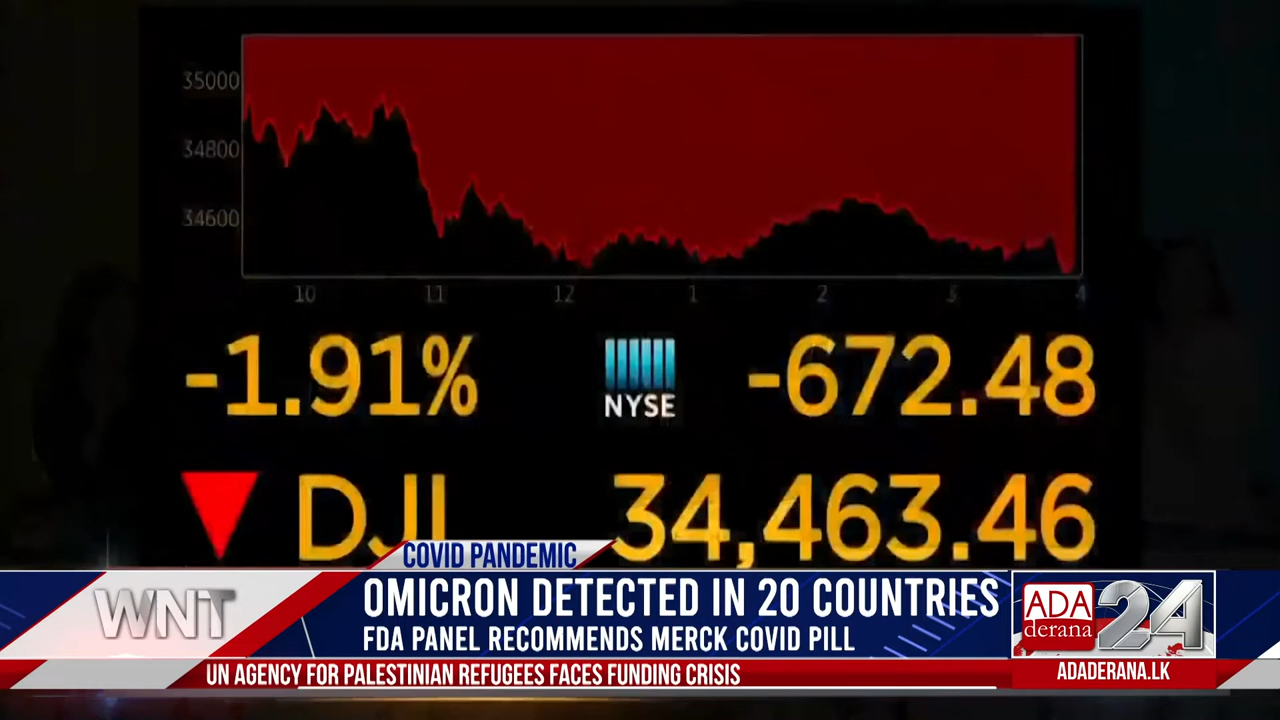 35000
34800
34600
10 11 12 1 2 3 4
-1.91% NYSE -672.48
DJI 34,463.46
COVID PANDEMIC
WNT
OMICRON DETECTED IN 20 COUNTRIES
FDA PANEL RECOMMENDS MERCK COVID PILL
ADA
derana 24
UN AGENCY FOR PALESTINIAN REFUGEES FACES FUNDING CRISIS
ADADERANA.LK